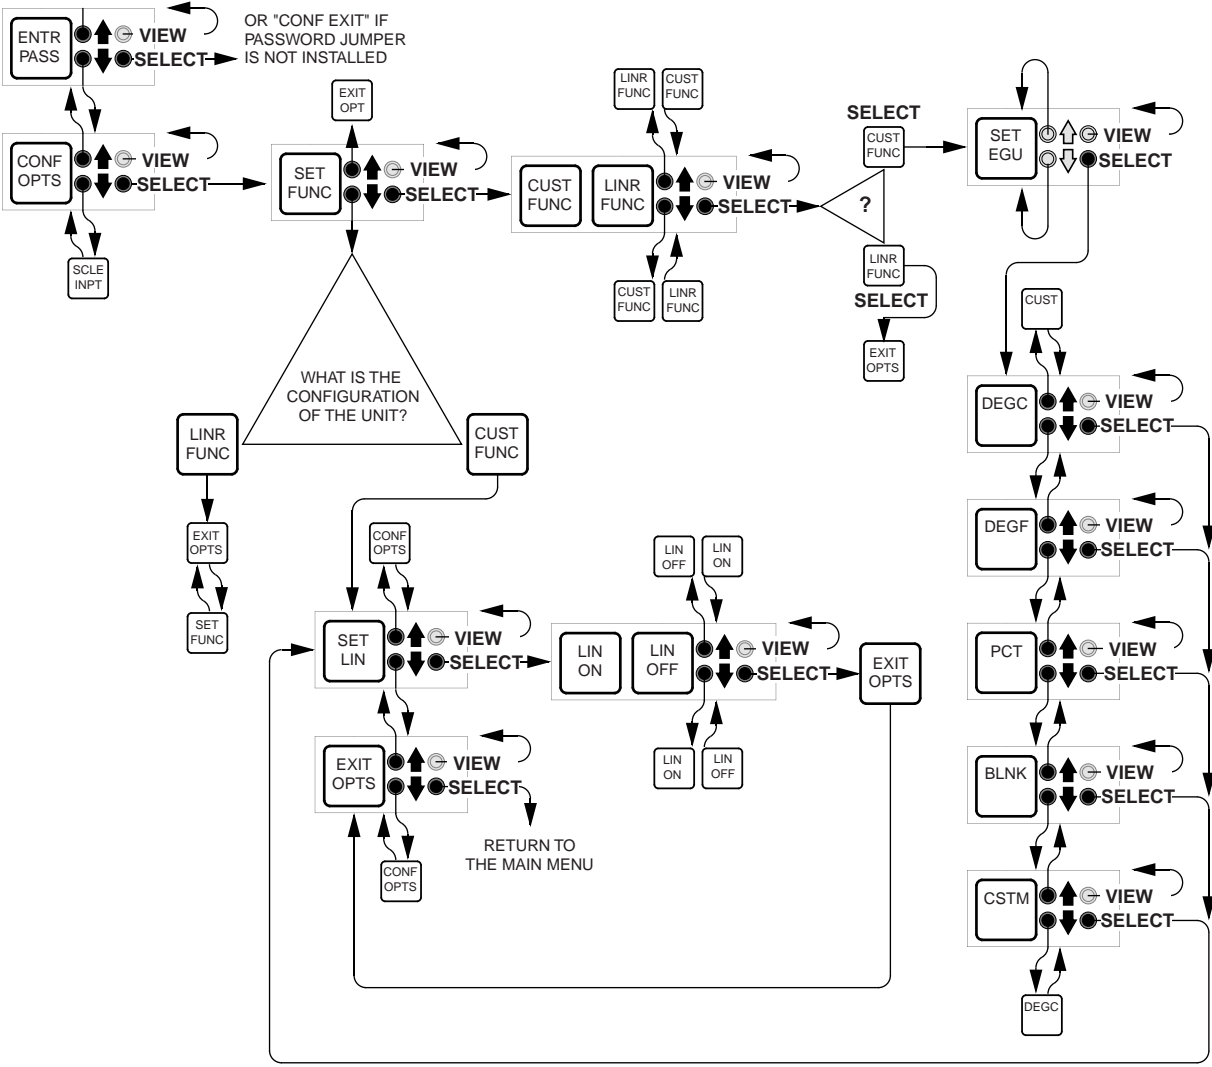 ENTR
PASS
VIEW
SELECT
OR "CONF EXIT" IF
PASSWORD JUMPER
IS NOT INSTALLED
CONF
OPTS
VIEW
SELECT
SCLE
INPT
EXIT
OPT
SET
FUNC
VIEW
SELECT
LINR
FUNC
CUST
FUNC
CUST
FUNC
LINR
FUNC
VIEW
SELECT
CUST
FUNC
LINR
FUNC
SELECT
CUST
FUNC
?
LINR
FUNC
SELECT
EXIT
OPTS
SET
EGU
VIEW
SELECT
WHAT IS THE
CONFIGURATION
OF THE UNIT?
LINR
FUNC
CUST
FUNC
EXIT
OPTS
SET
FUNC
CONF
OPTS
SET
LIN
VIEW
SELECT
EXIT
OPTS
VIEW
SELECT
RETURN TO
THE MAIN MENU
CONF
OPTS
LIN
OFF
LIN
ON
LIN
ON
LIN
OFF
VIEW
SELECT
LIN
ON
LIN
OFF
EXIT
OPTS
CUST
DEGC
VIEW
SELECT
DEGF
VIEW
SELECT
PCT
VIEW
SELECT
BLNK
VIEW
SELECT
CSTM
VIEW
SELECT
DEGC